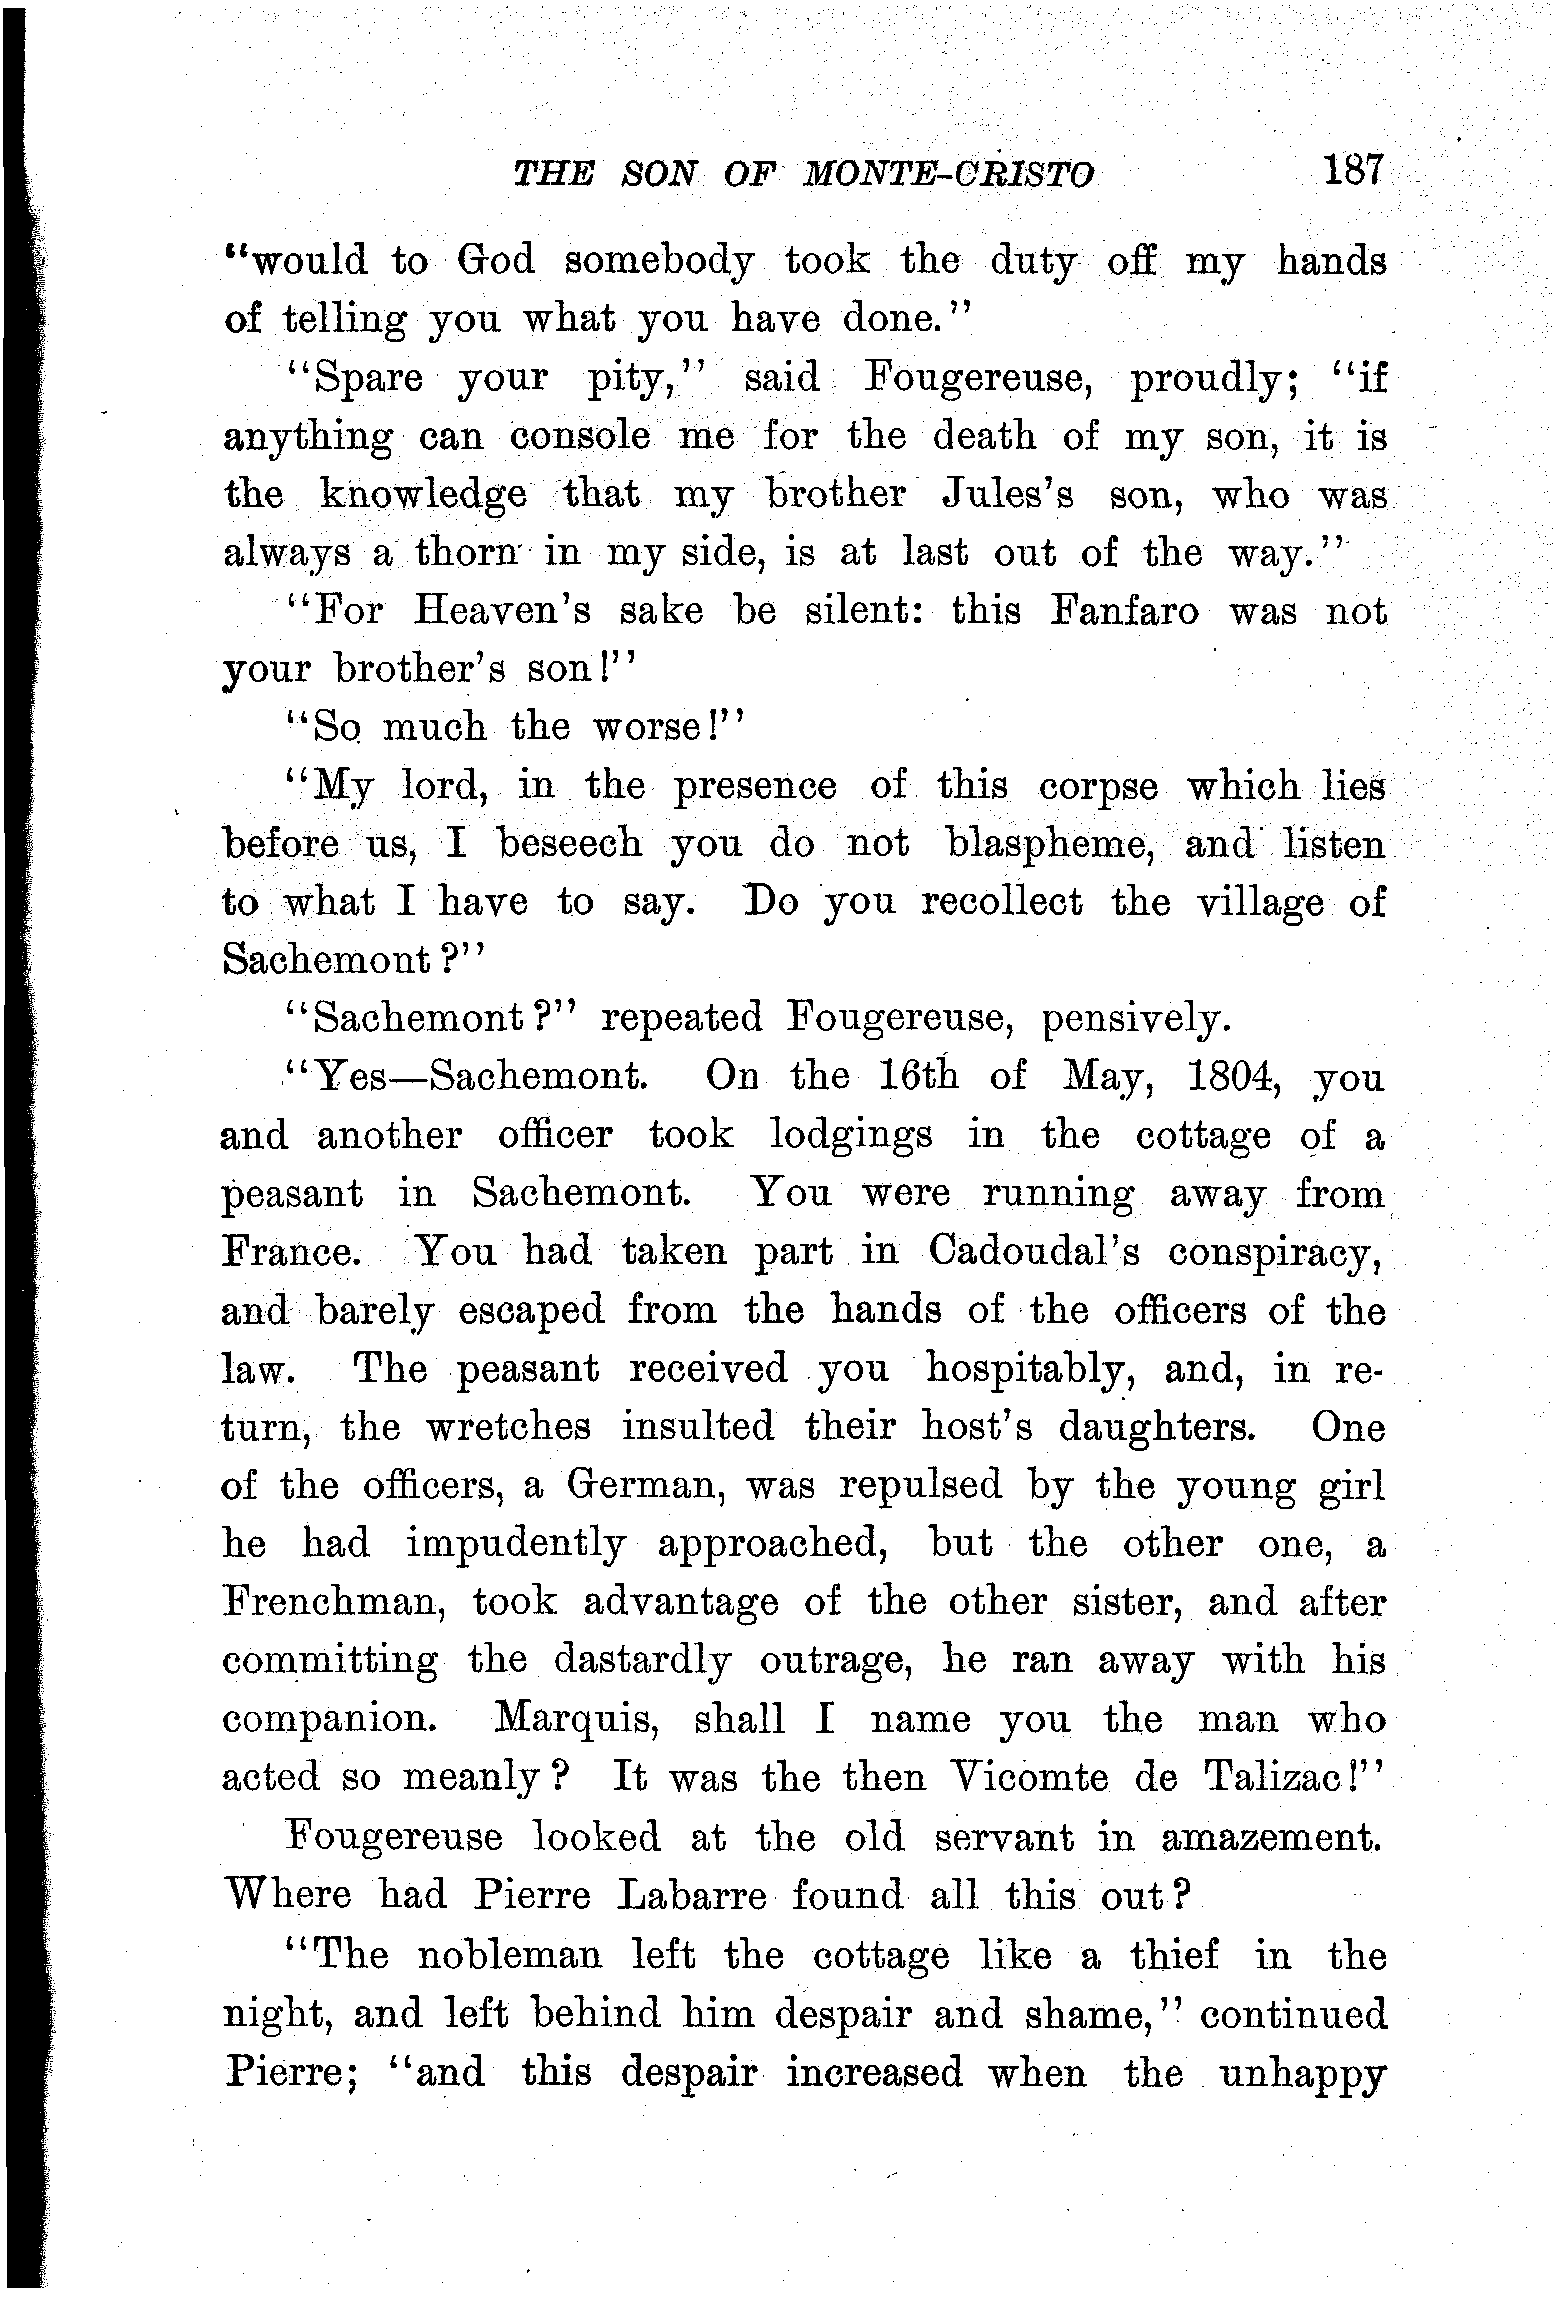 THE SON OF MONTE-CRISTO 187
"would to God somebody took the duty off my hands
of telling you what you have done."
"Spare your pity," said Fougereuse, proudly; "if
anything can console me for the death of my son, it is
the knowledge that my brother Jules's son, who was
always a thorn in my side, is at last out of the way."
"For Heaven's sake be silent: this Fanfaro was not
your brother's son!"
"So much the worse!"
"My lord, in the presence of this corpse which lies
before us, I beseech you do not blaspheme, and listen
to what I have to say. Do you recollect the village of
Sachemont?"
"Sachemont?" repeated Fougereuse, pensively.
"Yes—Sachemont. On the 16th of May, 1804, you
and another officer took lodgings in the cottage of a
peasant in Sachemont. You were running away from
France. You had taken part in Cadoudal's conspiracy,
and barely escaped from the hands of the officers of the
law. The peasant received you hospitably, and, in re-
turn, the wretches insulted their host's daughters. One
of the officers, a German, was repulsed by the young girl
he had impudently approached, but the other one, a
Frenchman, took advantage of the other sister, and after
committing the dastardly outrage, he ran away with his
companion. Marquis, shall I name you the man who
acted so meanly? It was the then Vicomte de Talizac!"
Fougereuse looked at the old servant in amazement.
Where had Pierre Labarre found all this out?
"The nobleman left the cottage like a thief in the
night, and left behind him despair and shame," continued
Pierre; "and this despair increased when the unhappy